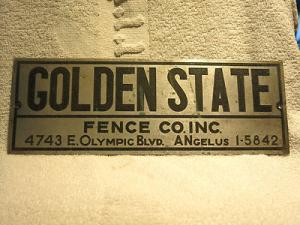 GOLDEN STATE
FENCE CO. INC.
4743 E. OLYMPIC BLVD. ANGELUS 1-5842